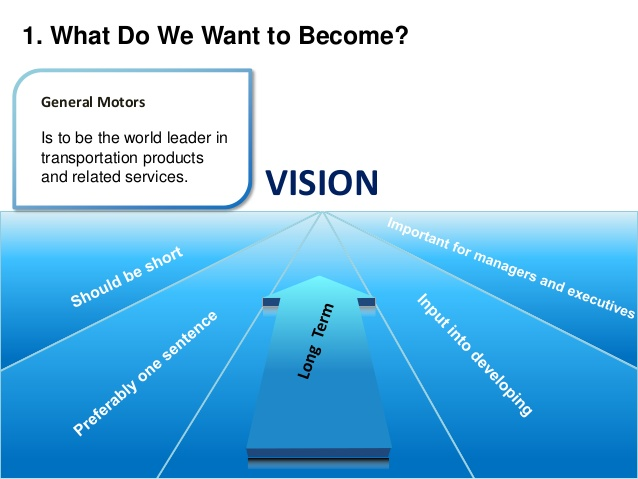 1. What Do We Want to Become?
General Motors
Is to be the world leader in
transportation products
and related services.
VISION
Should be short
Preferably one sentence
Long Term
Input into developing
Important for managers and executives